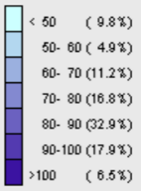 < 50 ( 9.8%)
50- 60 ( 4.9%)
60- 70 (11.2%)
70- 80 (16.8%)
80- 90 (32.9%)
90-100 (17.9%)
>100 ( 6.5%)